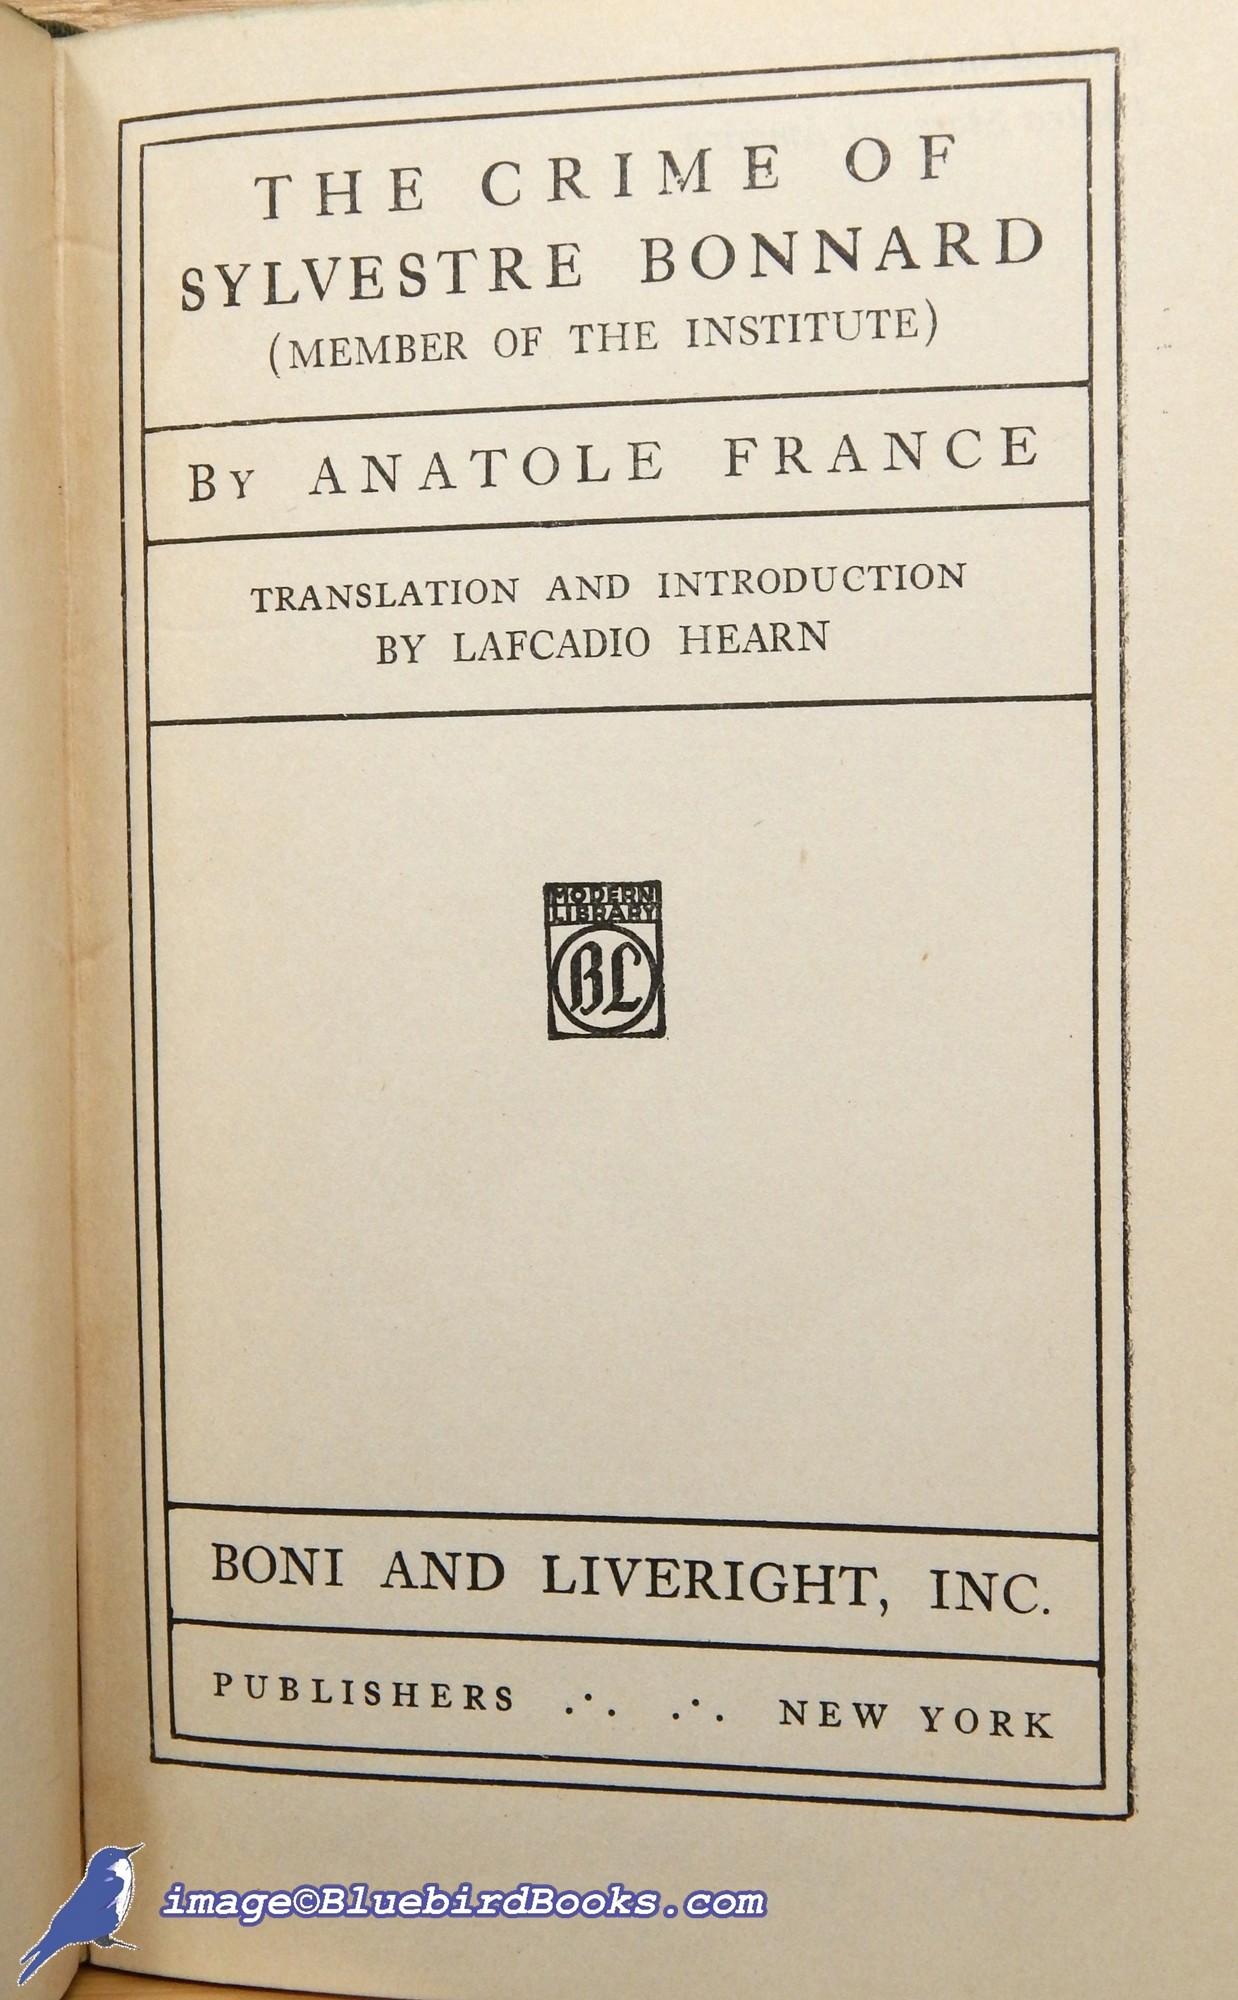 THE CRIME OF
SYLVESTRE BONNARD
(MEMBER OF THE INSTITUTE)
BY ANATOLE FRANCE
TRANSLATION AND INTRODUCTION
BY LAFCADIO HEARN
MODERN
LIBRARY
BL
BONI AND LIVERIGHT, INC.
PUBLISHERS .·. .·. NEW YORK
image©BluebirdBooks.com